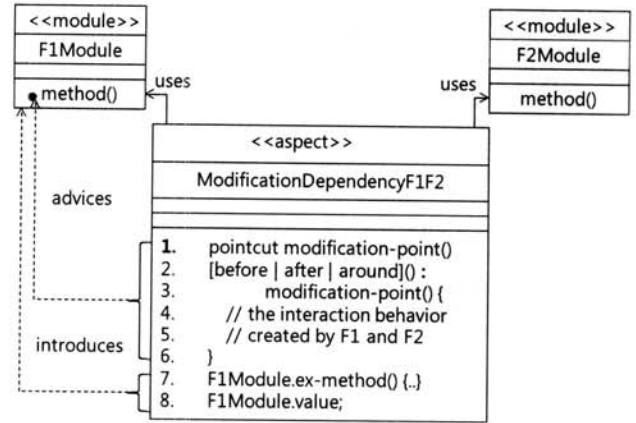 <<module>>
F1Module
method()
<<module>>
F2Module
method()
uses
uses
<<aspect>>
ModificationDependencyF1F2
advices
introduces
1. pointcut modification-point()
2. [before | after | around]() :
3. modification-point() {
4. // the interaction behavior
5. // created by F1 and F2
6. }
7. F1Module.ex-method() {..}
8. F1Module.value;